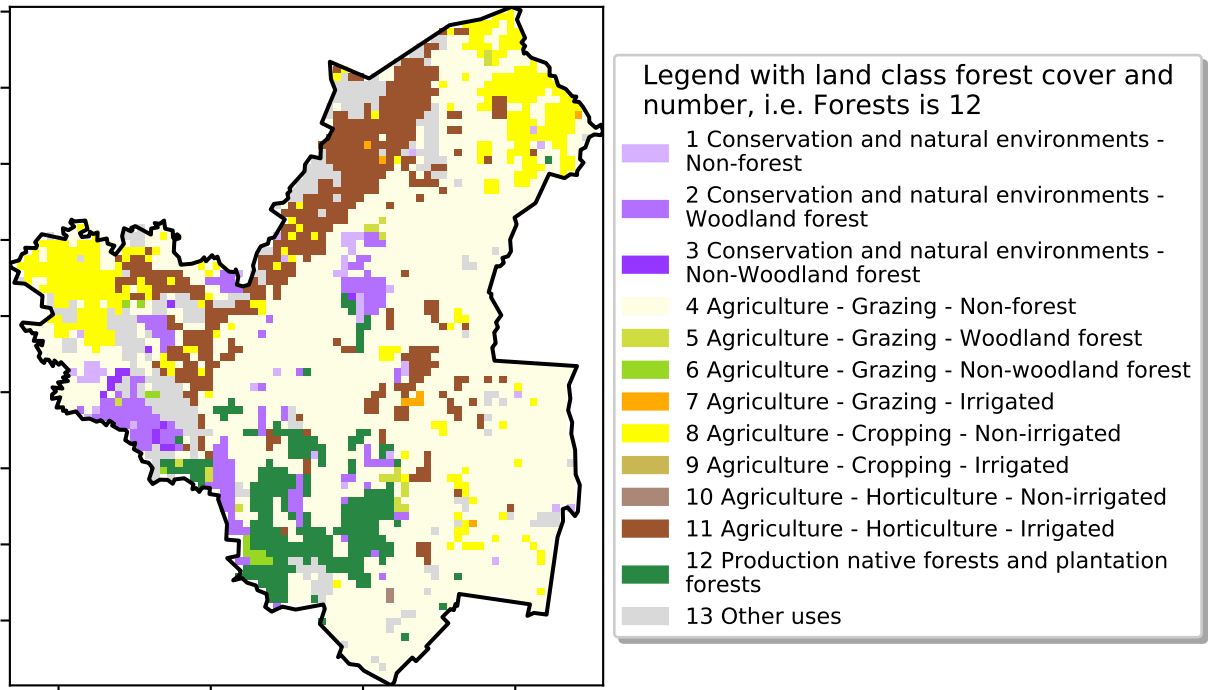 Legend with land class forest cover and
number, i.e. Forests is 12
1 Conservation and natural environments -
Non-forest
2 Conservation and natural environments -
Woodland forest
3 Conservation and natural environments -
Non-Woodland forest
4 Agriculture - Grazing - Non-forest
5 Agriculture - Grazing - Woodland forest
6 Agriculture - Grazing - Non-woodland forest
7 Agriculture - Grazing - Irrigated
8 Agriculture - Cropping - Non-irrigated
9 Agriculture - Cropping - Irrigated
10 Agriculture - Horticulture - Non-irrigated
11 Agriculture - Horticulture - Irrigated
12 Production native forests and plantation
forests
13 Other uses